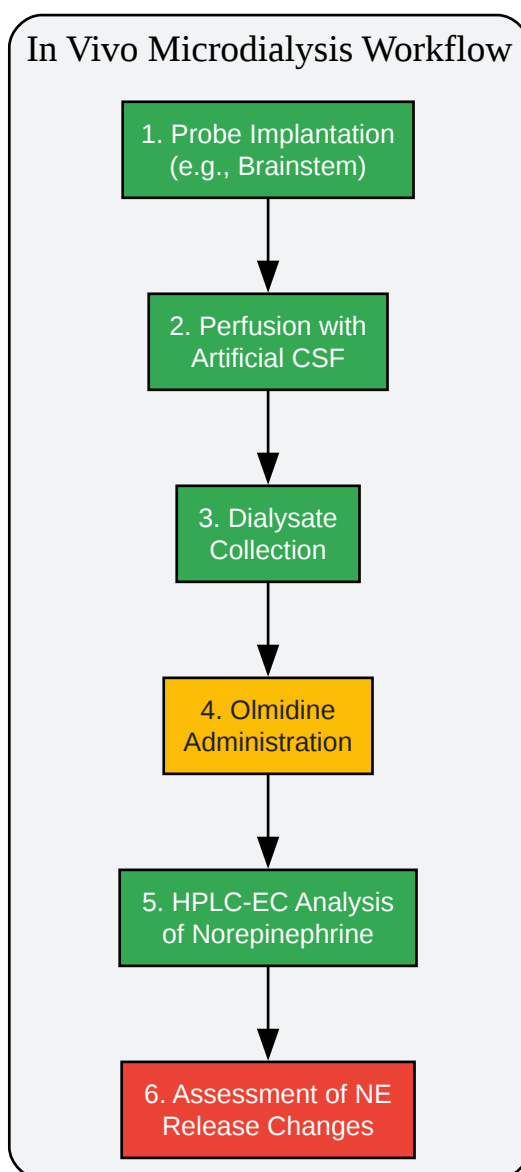 In Vivo Microdialysis Workflow
1. Probe Implantation
(e.g., Brainstem)
2. Perfusion with
Artificial CSF
3. Dialysate
Collection
4. Olmidine
Administration
5. HPLC-EC Analysis
of Norepinephrine
6. Assessment of NE
Release Changes